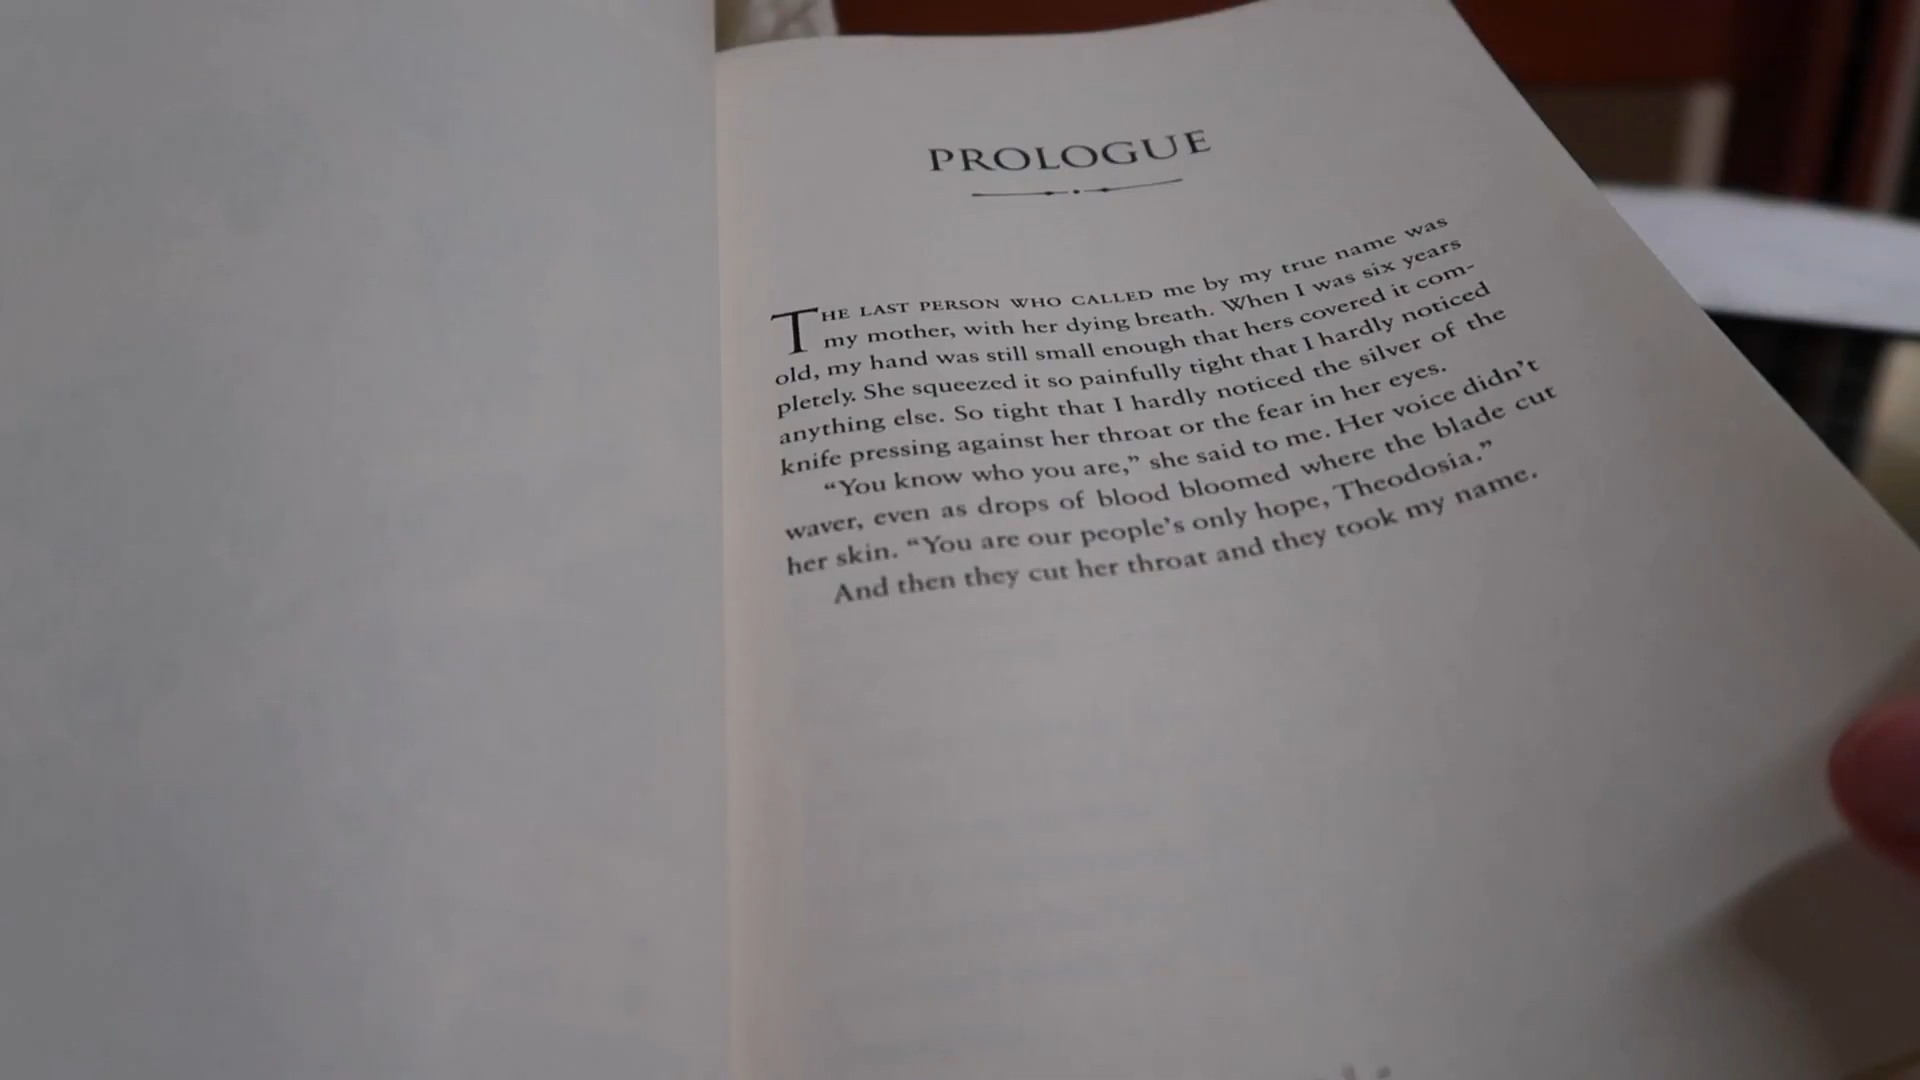 PROLOGUE
THE LAST PERSON WHO CALLED me by my true name was
my mother, with her dying breath. When I was six years
old, my hand was still small enough that hers covered it com-
pletely. She squeezed it so painfully tight that I hardly noticed
anything else. So tight that I hardly noticed the silver of the
knife pressing against her throat or the fear in her eyes.
“You know who you are,” she said to me. Her voice didn’t
waver, even as drops of blood bloomed where the blade cut
her skin. “You are our people’s only hope, Theodosia.”
And then they cut her throat and they took my name.